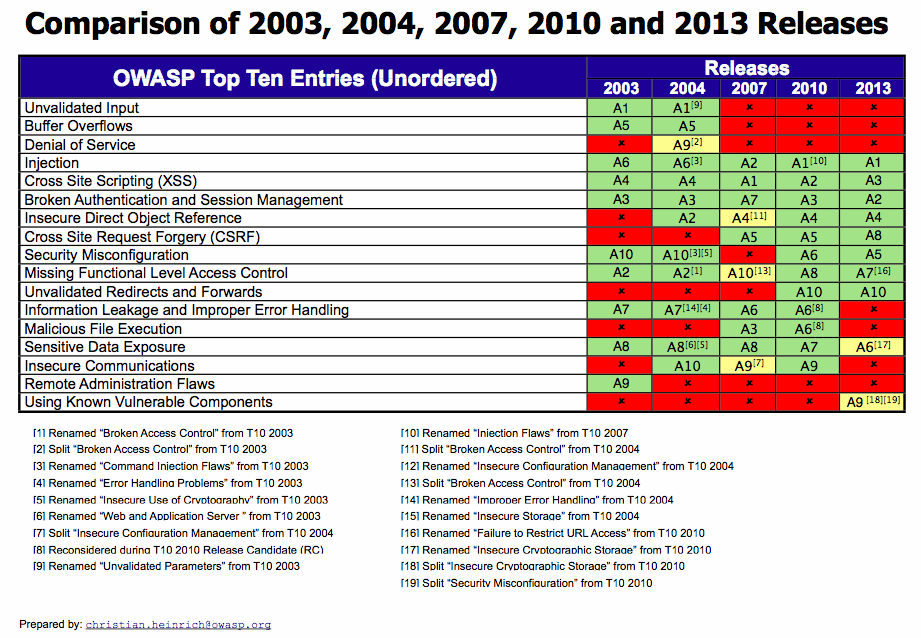 Comparison of 2003, 2004, 2007, 2010 and 2013 Releases
OWASP Top Ten Entries (Unordered) Releases
2003 2004 2007 2010 2013
Unvalidated Input A1 A1[9] × × ×
Buffer Overflows A5 A5 × × ×
Denial of Service × A9[2] × × ×
Injection A6 A6[3] A2 A1[10] A1
Cross Site Scripting (XSS) A4 A4 A1 A2 A3
Broken Authentication and Session Management A3 A3 A7 A3 A2
Insecure Direct Object Reference × A2 A4[11] A4 A4
Cross Site Request Forgery (CSRF) × × A5 A5 A8
Security Misconfiguration A10 A10[3][5] × A6 A5
Missing Functional Level Access Control A2 A2[1] A10[13] A8 A7[16]
Unvalidated Redirects and Forwards × × × A10 A10
Information Leakage and Improper Error Handling A7 A7[14][4] A6 A6[8] ×
Malicious File Execution × × A3 A6[8] ×
Sensitive Data Exposure A8 A8[6][5] A8 A7 A6[17]
Insecure Communications × A10 A9[7] A9 ×
Remote Administration Flaws A9 × × × ×
Using Known Vulnerable Components × × × × A9 [18][19]
[1] Renamed "Broken Access Control" from T10 2003
[2] Split "Broken Access Control" from T10 2003
[3] Renamed "Command Injection Flaws" from T10 2003
[4] Renamed "Error Handling Problems" from T10 2003
[5] Renamed "Insecure Use of Cryptography" from T10 2003
[6] Renamed "Web and Application Server " from T10 2003
[7] Split "Insecure Configuration Management" from T10 2004
[8] Reconsidered during T10 2010 Release Candidate (RC)
[9] Renamed "Unvalidated Parameters" from T10 2003
[10] Renamed "Injection Flaws" from T10 2007
[11] Split "Broken Access Control" from T10 2004
[12] Renamed "Insecure Configuration Management" from T10 2004
[13] Split "Broken Access Control" from T10 2004
[14] Renamed "Improper Error Handling" from T10 2004
[15] Renamed "Insecure Storage" from T10 2004
[16] Renamed "Failure to Restrict URL Access" from T10 2010
[17] Renamed "Insecure Cryptographic Storage" from T10 2010
[18] Split "Insecure Cryptographic Storage" from T10 2010
[19] Split "Security Misconfiguration" from T10 2010
Prepared by: christian.heinrich@owasp.org